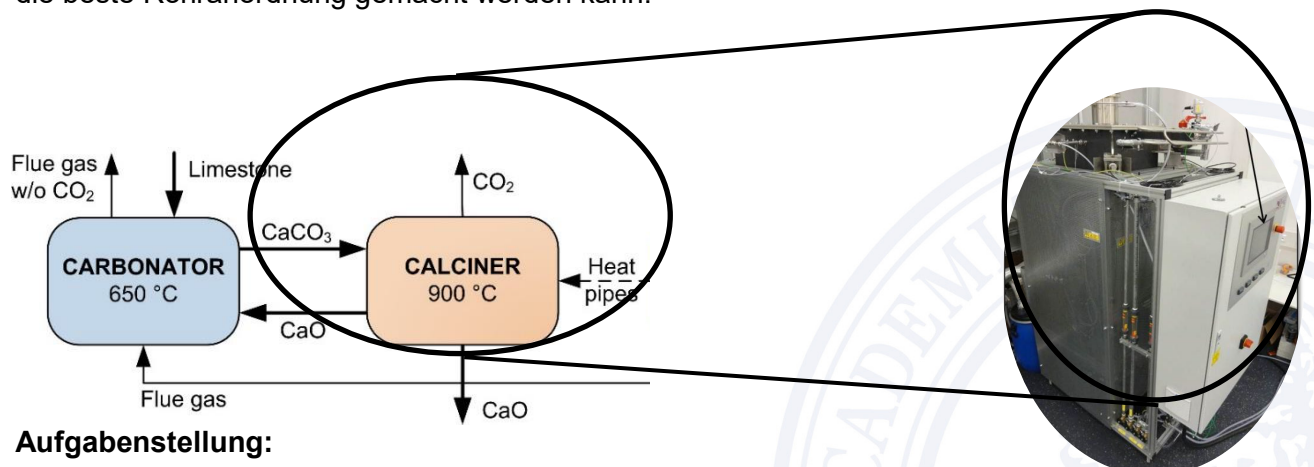 die beste Rohranordnung gemacht werden kann.
Flue gas
w/o CO₂
Limestone
CO₂
CaCO₃
CARBONATOR
650 °C
CALCINER
900 °C
Heat
pipes
CaO
Flue gas
CaO
Aufgabenstellung: